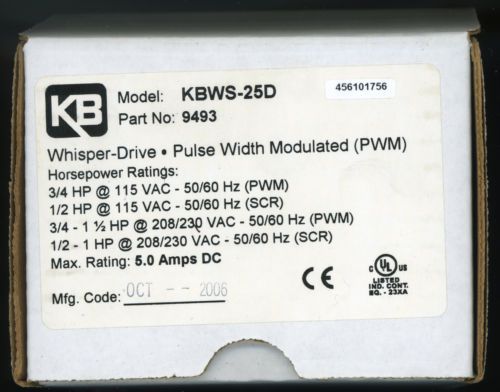 KB
Model: KBWS-25D
456101756
Part No: 9493
Whisper-Drive • Pulse Width Modulated (PWM)
Horsepower Ratings:
3/4 HP @ 115 VAC - 50/60 Hz (PWM)
1/2 HP @ 115 VAC - 50/60 Hz (SCR)
3/4 - 1 ½ HP @ 208/230 VAC - 50/60 Hz (PWM)
1/2 - 1 HP @ 208/230 VAC - 50/60 Hz (SCR)
Max. Rating: 5.0 Amps DC
Mfg. Code: OCT -- 2006
CE
c UL us
LISTED
IND. CONT.
EQ. - 23XA